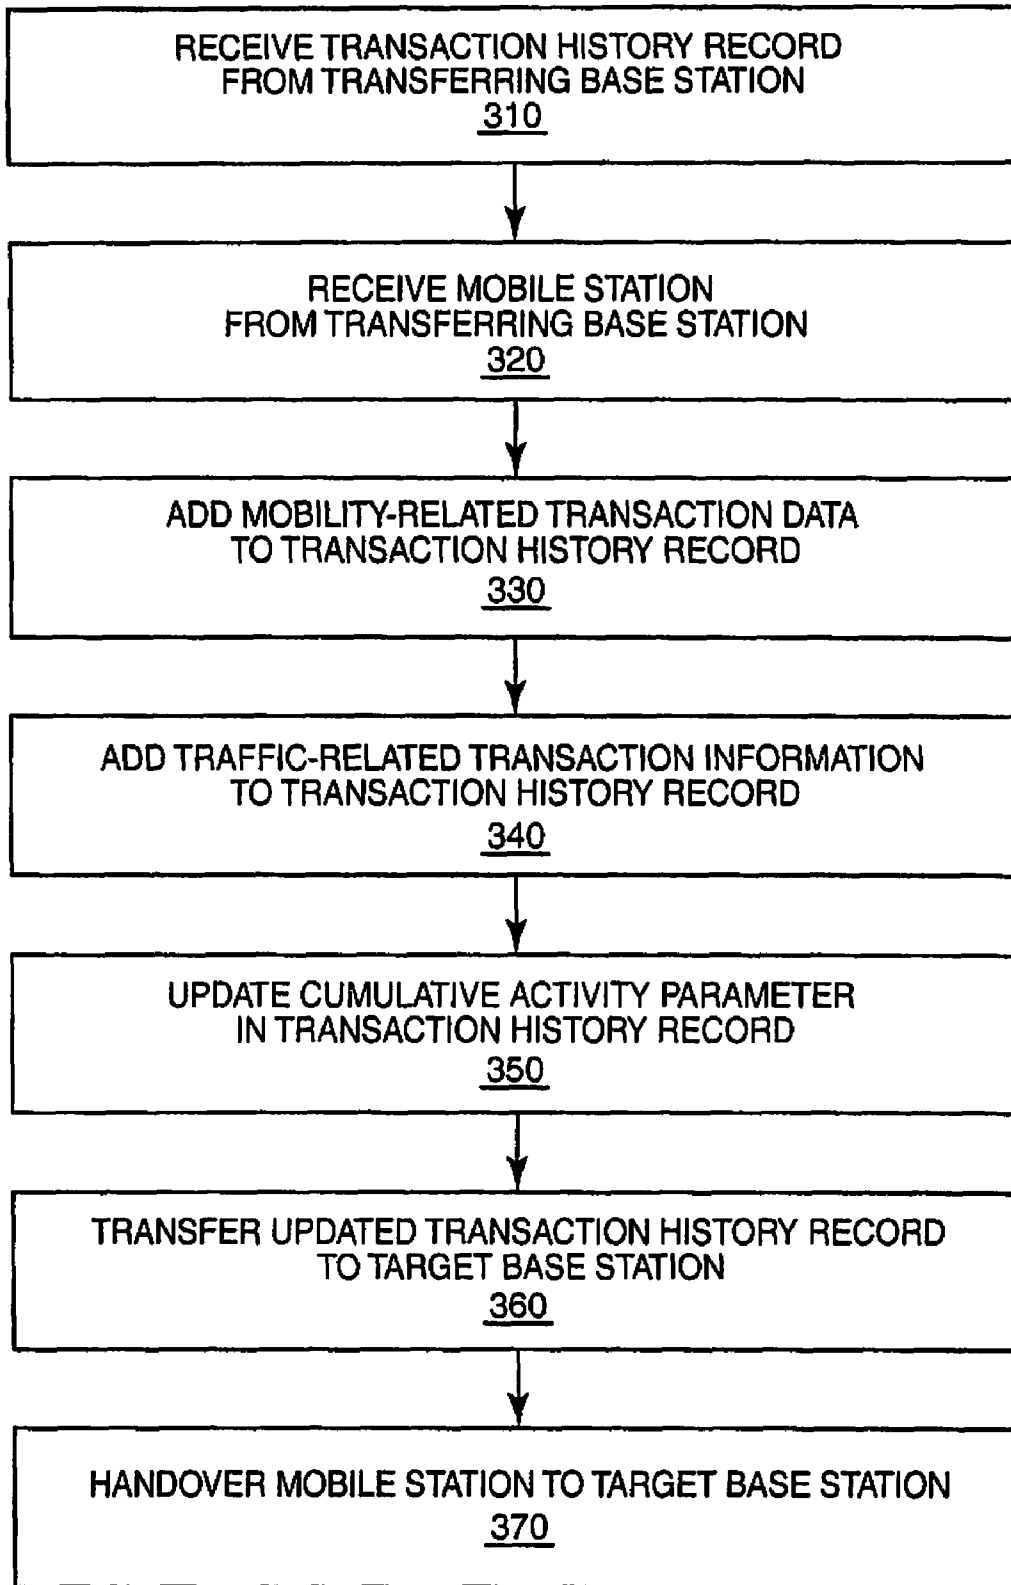 RECEIVE TRANSACTION HISTORY RECORD
FROM TRANSFERRING BASE STATION
310
RECEIVE MOBILE STATION
FROM TRANSFERRING BASE STATION
320
ADD MOBILITY-RELATED TRANSACTION DATA
TO TRANSACTION HISTORY RECORD
330
ADD TRAFFIC-RELATED TRANSACTION INFORMATION
TO TRANSACTION HISTORY RECORD
340
UPDATE CUMULATIVE ACTIVITY PARAMETER
IN TRANSACTION HISTORY RECORD
350
TRANSFER UPDATED TRANSACTION HISTORY RECORD
TO TARGET BASE STATION
360
HANDOVER MOBILE STATION TO TARGET BASE STATION
370